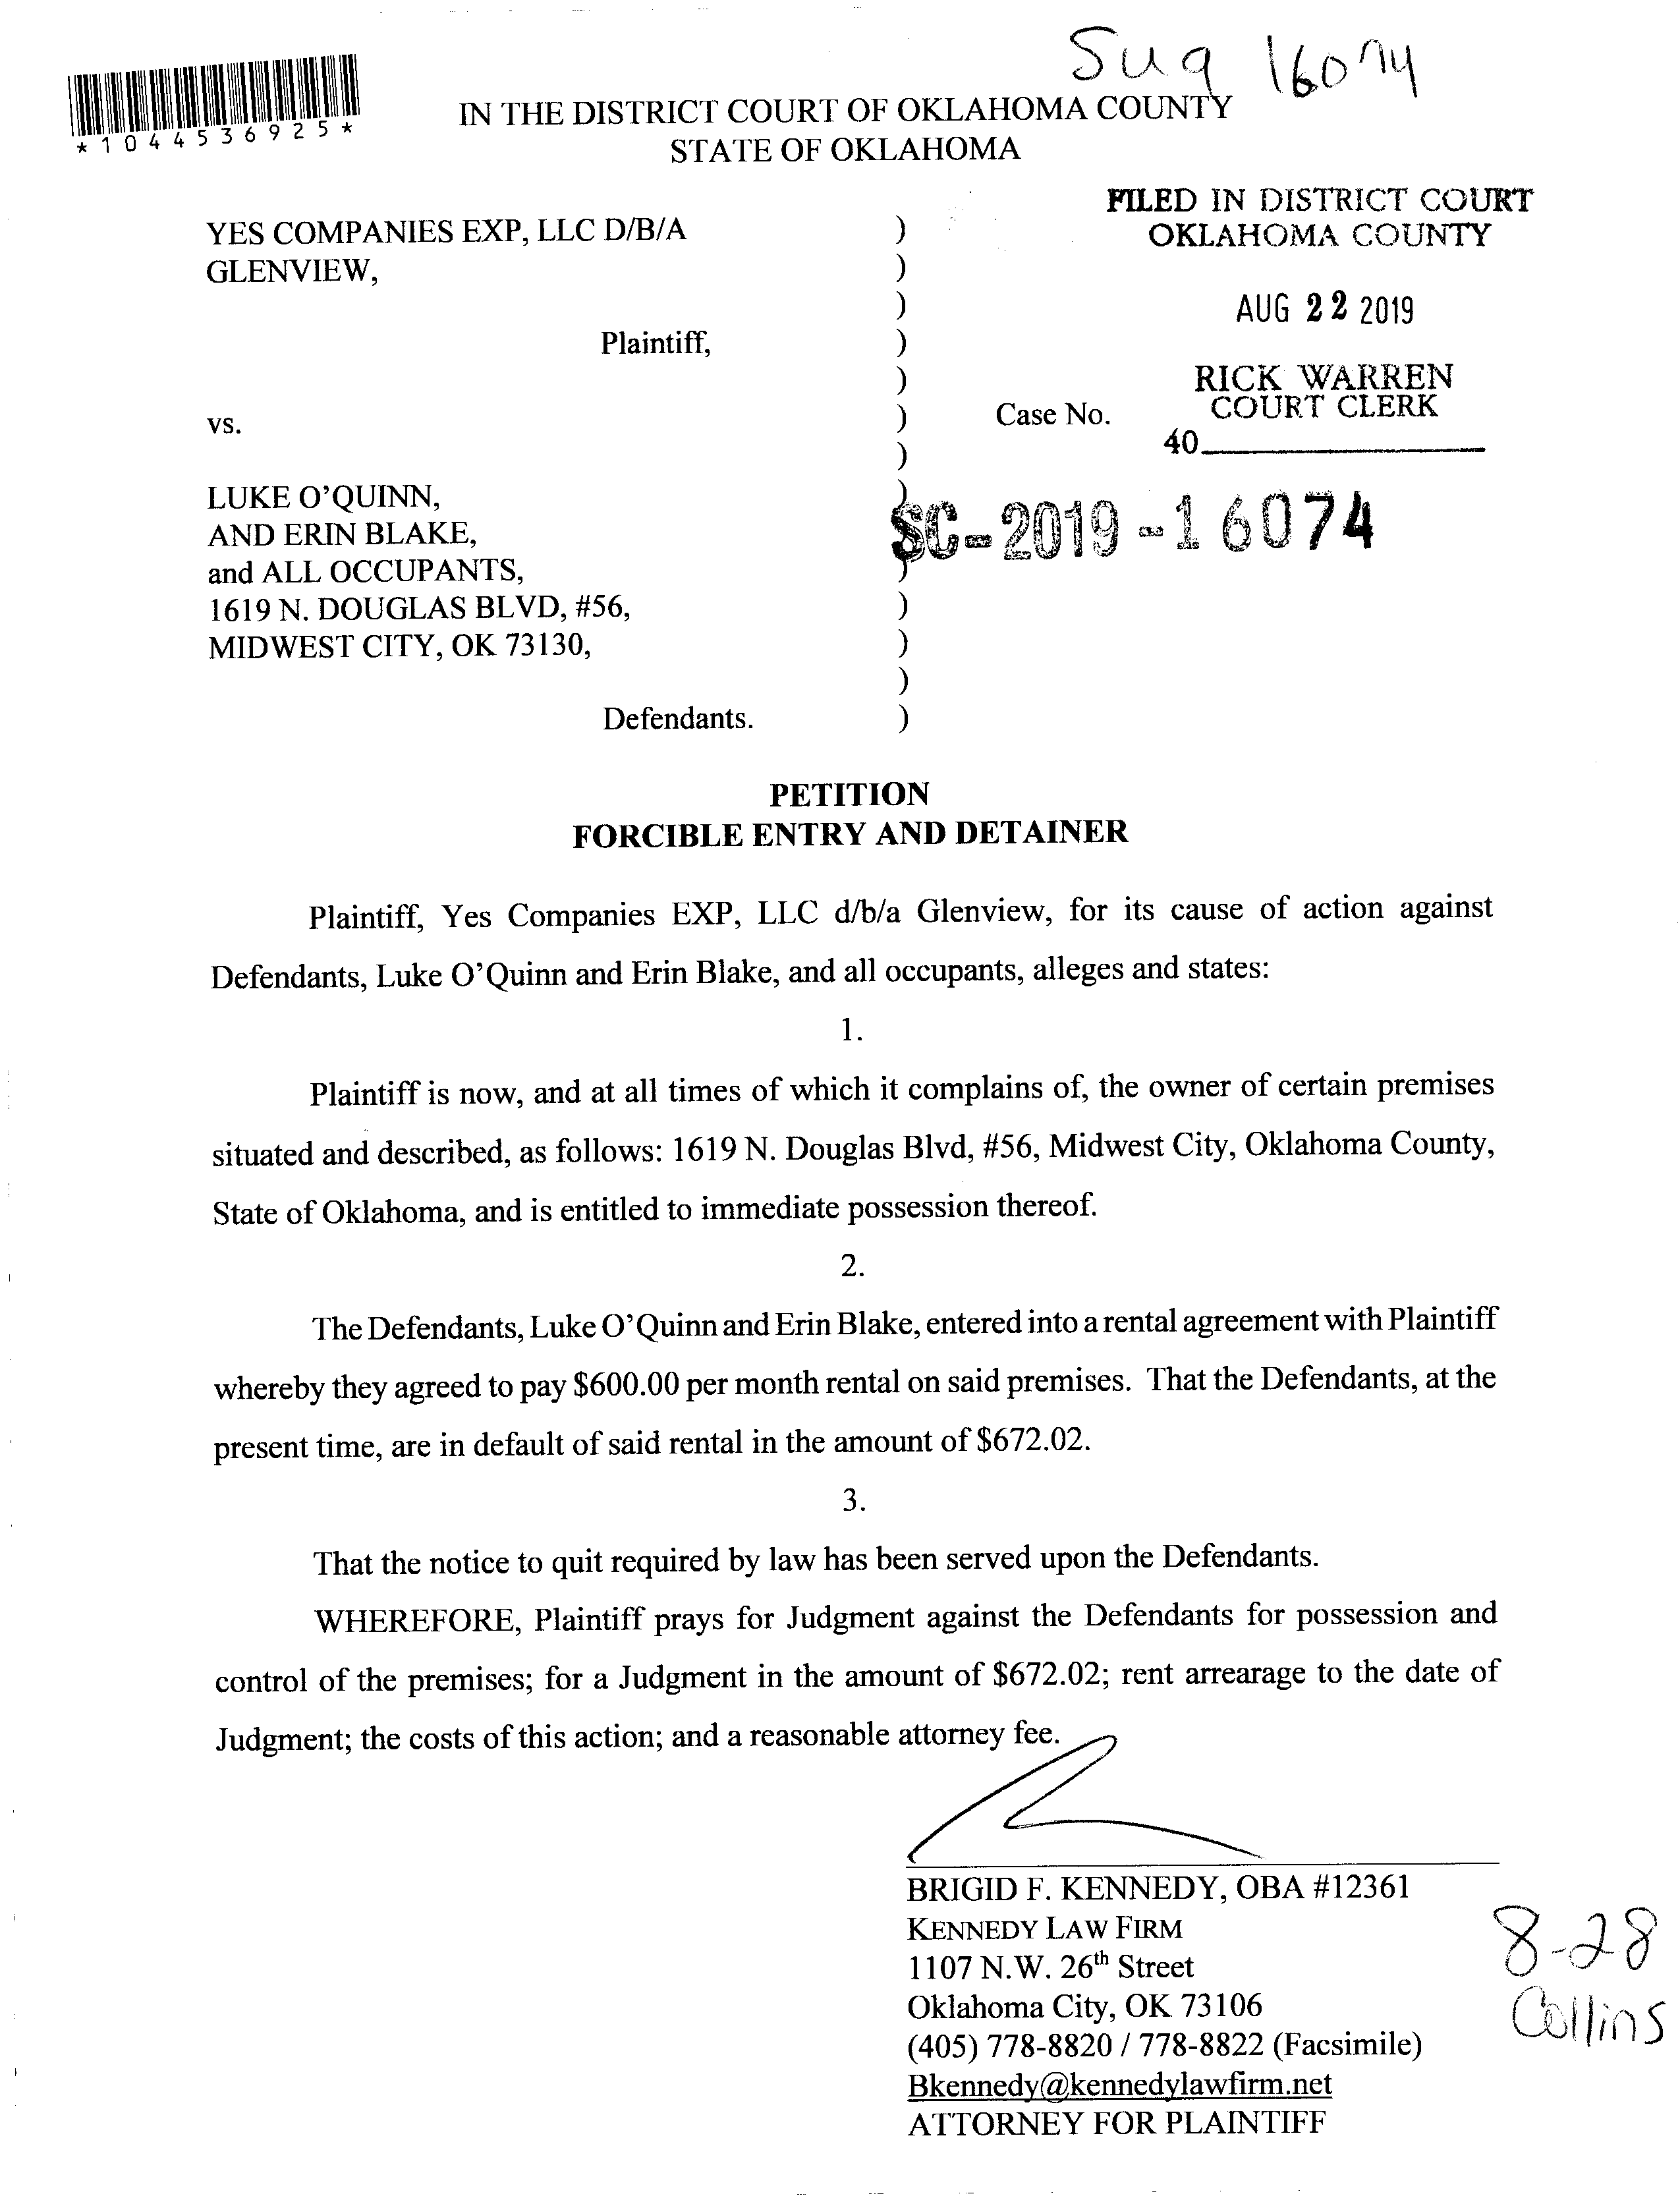 Suq 16074
*1044536925*
IN THE DISTRICT COURT OF OKLAHOMA COUNTY
STATE OF OKLAHOMA
FILED IN DISTRICT COURT
OKLAHOMA COUNTY
AUG 22 2019
RICK WARREN
COURT CLERK
40
YES COMPANIES EXP, LLC D/B/A )
GLENVIEW, )
)
Plaintiff, )
)
vs. ) Case No.
)
LUKE O’QUINN, )
AND ERIN BLAKE, SC-2019-16074
and ALL OCCUPANTS, )
1619 N. DOUGLAS BLVD, #56, )
MIDWEST CITY, OK 73130, )
)
Defendants. )
PETITION
FORCIBLE ENTRY AND DETAINER
Plaintiff, Yes Companies EXP, LLC d/b/a Glenview, for its cause of action against
Defendants, Luke O’Quinn and Erin Blake, and all occupants, alleges and states:
1.
Plaintiff is now, and at all times of which it complains of, the owner of certain premises
situated and described, as follows: 1619 N. Douglas Blvd, #56, Midwest City, Oklahoma County,
State of Oklahoma, and is entitled to immediate possession thereof.
2.
The Defendants, Luke O’Quinn and Erin Blake, entered into a rental agreement with Plaintiff
whereby they agreed to pay $600.00 per month rental on said premises. That the Defendants, at the
present time, are in default of said rental in the amount of $672.02.
3.
That the notice to quit required by law has been served upon the Defendants.
WHEREFORE, Plaintiff prays for Judgment against the Defendants for possession and
control of the premises; for a Judgment in the amount of $672.02; rent arrearage to the date of
Judgment; the costs of this action; and a reasonable attorney fee.
BRIGID F. KENNEDY, OBA #12361
KENNEDY LAW FIRM
1107 N.W. 26th Street
Oklahoma City, OK 73106
(405) 778-8820 / 778-8822 (Facsimile)
Bkennedy@kennedylawfirm.net
ATTORNEY FOR PLAINTIFF
8-28
Collins